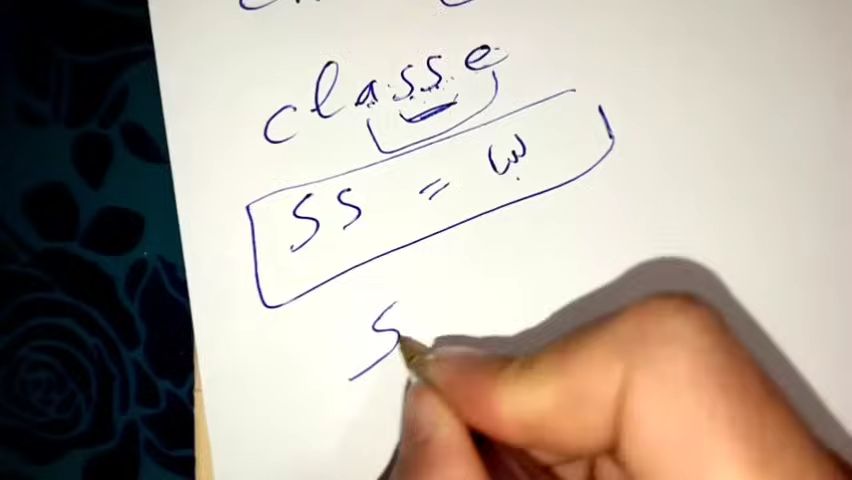 classe
ss = س
s